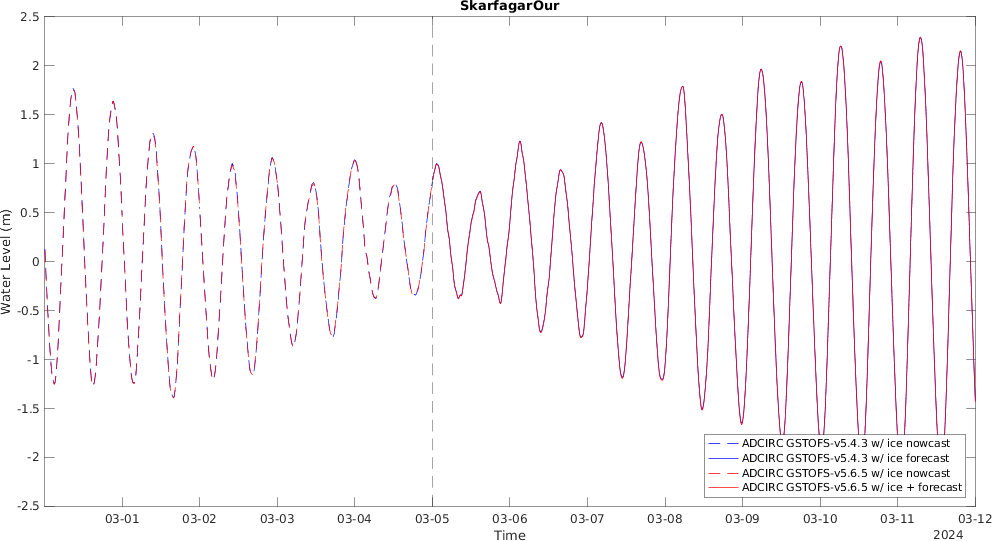 SkarfagarOur
2.5
2
1.5
1
0.5
0
-0.5
-1
-1.5
-2
-2.5
Water Level (m)
03-01 03-02 03-03 03-04 03-05 03-06 03-07 03-08 03-09 03-10 03-11 03-12
Time
2024
ADCIRC GSTOFS-v5.4.3 w/ ice nowcast
ADCIRC GSTOFS-v5.4.3 w/ ice forecast
ADCIRC GSTOFS-v5.6.5 w/ ice nowcast
ADCIRC GSTOFS-v5.6.5 w/ ice + forecast